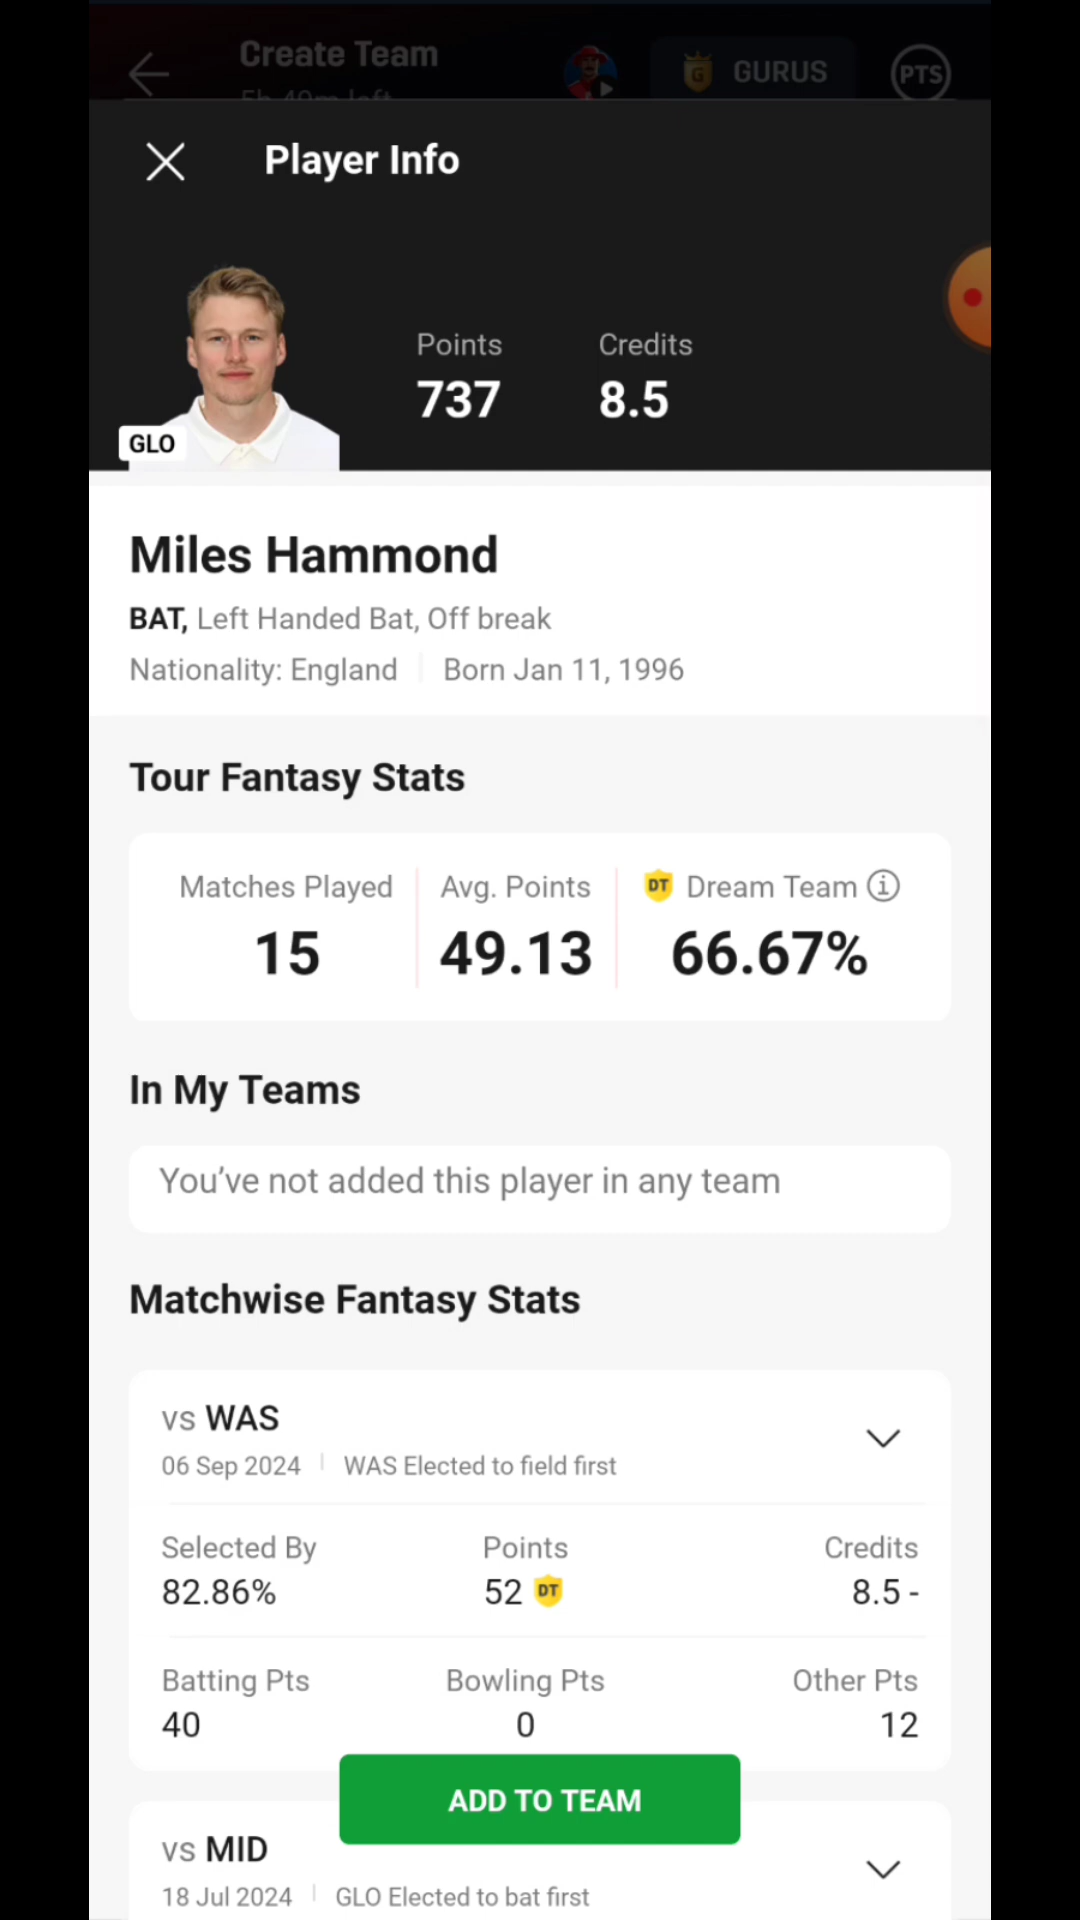 Create Team
5h 49m left
GURUS
PTS
Player Info
Points
Credits
737
8.5
GLO
Miles Hammond
BAT, Left Handed Bat, Off break
Nationality: England
Born Jan 11, 1996
Tour Fantasy Stats
Matches Played
Avg. Points
DT Dream Team
15
49.13
66.67%
In My Teams
You’ve not added this player in any team
Matchwise Fantasy Stats
vs WAS
06 Sep 2024
WAS Elected to field first
Selected By
Points
Credits
82.86%
52 DT
8.5 -
Batting Pts
Bowling Pts
Other Pts
40
0
12
ADD TO TEAM
vs MID
18 Jul 2024
GLO Elected to bat first